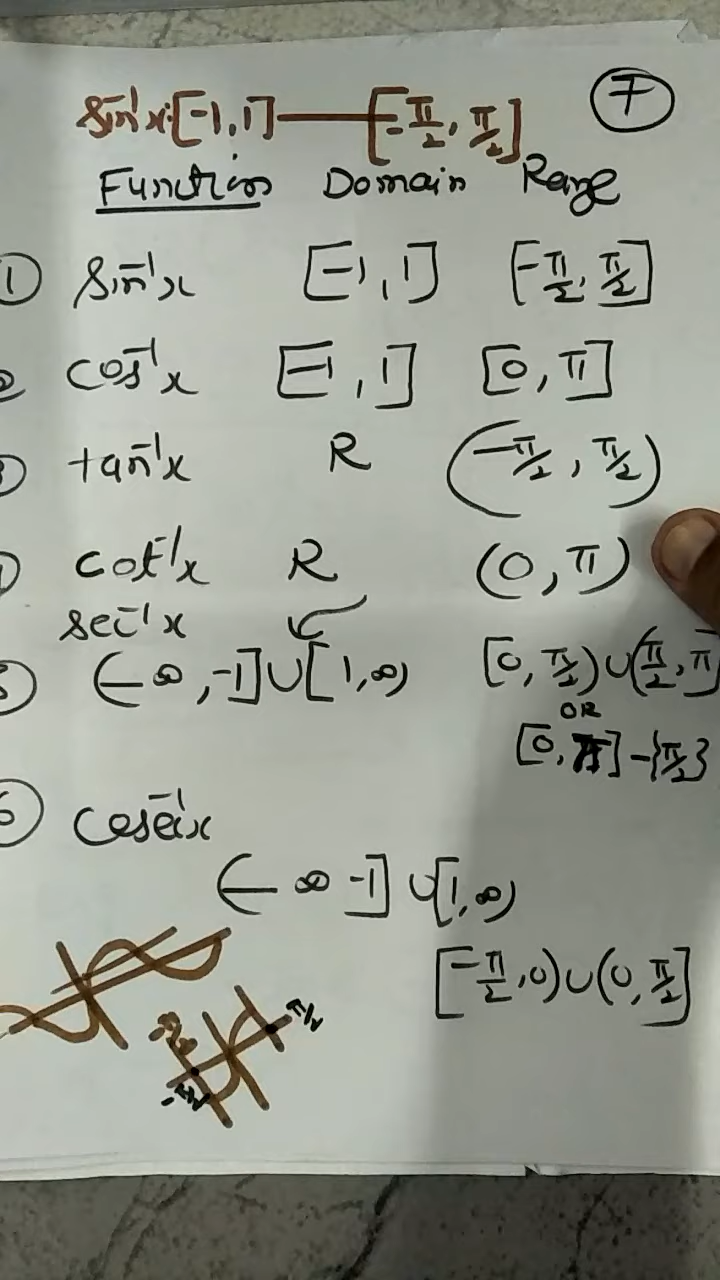 sin⁻¹x:[-1,1]—[-π/2, π/2]
7
Function Domain Range
1 sin⁻¹x [-1,1] [-π/2, π/2]
cos⁻¹x [-1,1] [0,π]
tan⁻¹x R (-π/2, π/2)
cot⁻¹x R (0,π)
sec⁻¹x
(-∞,-1]∪[1,∞) [0,π/2)∪(π/2,π]
OR
[0,π]-{π/2}
6 cosec⁻¹x
(-∞ -1]∪[1,∞)
[-π/2,0)∪(0,π/2]
π/2